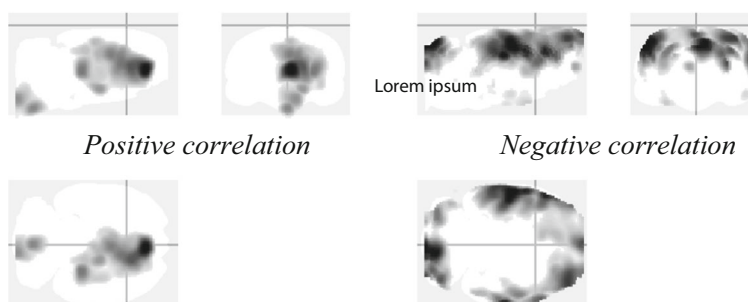 Lorem ipsum
Positive correlation
Negative correlation